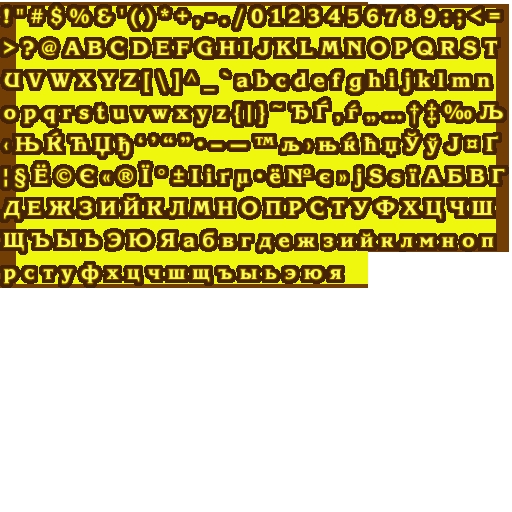 !"#$%&'()*+,-./0123456789:;<=
>?@ABCDEFGHIJKLMNOPQRST
UVWXYZ[\]^_`abcdefghijklmn
opqrstuvwxyz{|}~ЂЃ‚ѓ„…†‡‰Љ
‹ЊЌЋЏђ‘’“”•–—™љ›њќћџЎўЈ¤Ґ
¦§Ё©Є«®Ї°±Ііґµ·ё№є»јЅѕїАБВГ
ДЕЖЗИЙКЛМНОПРСТУФХЦЧШ
ЩЪЫЬЭЮЯабвгдежзийклмноп
рстуфхцчшщъыьэюя